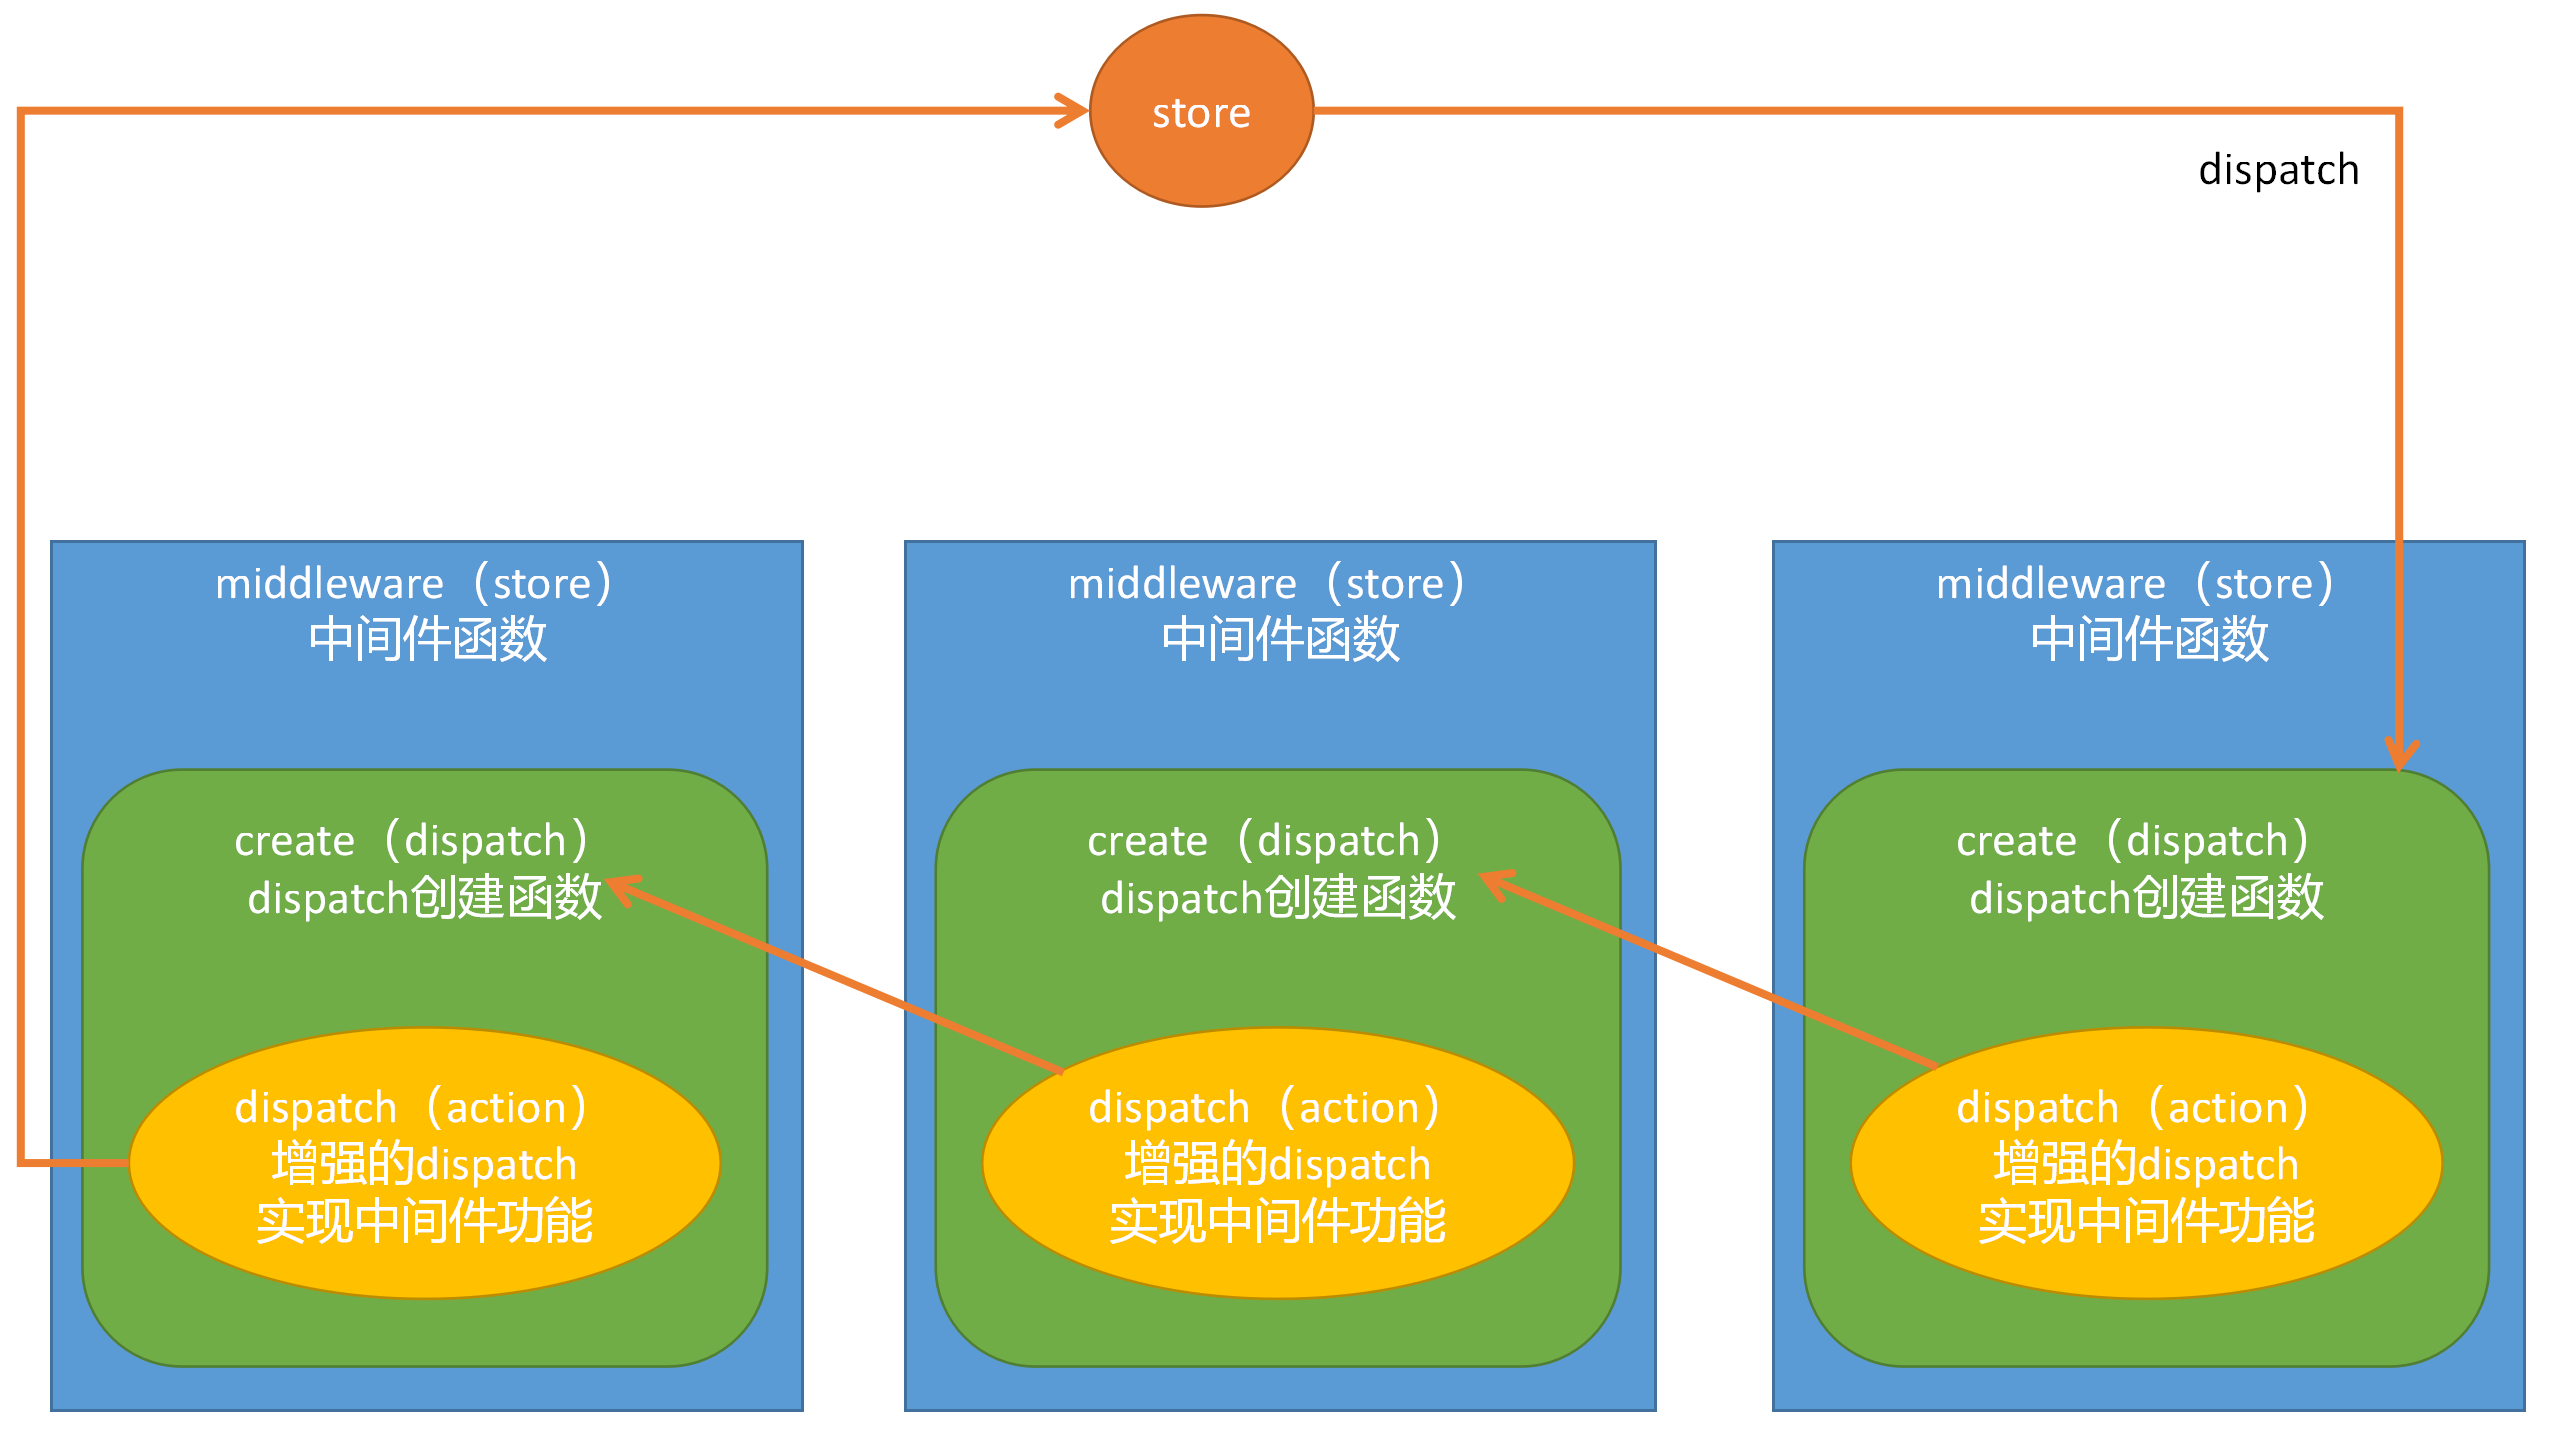 store
dispatch
middleware（store）
中间件函数
create（dispatch）
dispatch创建函数
dispatch（action）
增强的dispatch
实现中间件功能
middleware（store）
中间件函数
create（dispatch）
dispatch创建函数
dispatch（action）
增强的dispatch
实现中间件功能
middleware（store）
中间件函数
create（dispatch）
dispatch创建函数
dispatch（action）
增强的dispatch
实现中间件功能